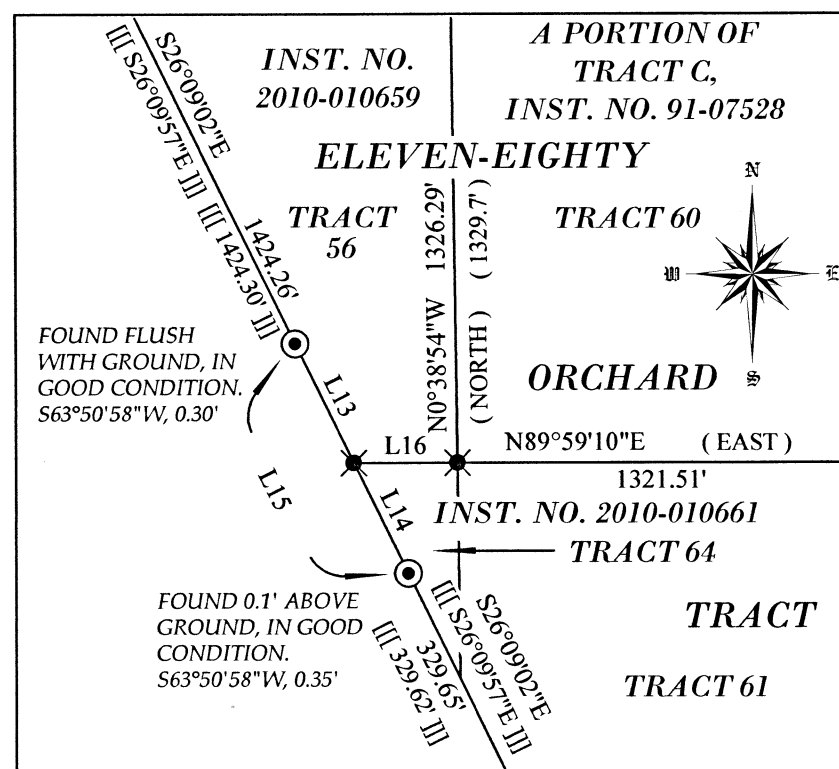 INST. NO.
2010-010659
A PORTION OF
TRACT C,
INST. NO. 91-07528
S26°09'02"E
[[[ S26°09'57"E ]]]
ELEVEN-EIGHTY
TRACT
56
TRACT 60
N
W
E
S
1424.26'
[[[ 1424.30' ]]]
N0°38'54"W 1326.29'
( NORTH ) ( 1329.7' )
FOUND FLUSH
WITH GROUND, IN
GOOD CONDITION.
S63°50'58"W, 0.30'
L13
ORCHARD
L16
N89°59'10"E ( EAST )
1321.51'
L15
L14
INST. NO. 2010-010661
TRACT 64
FOUND 0.1' ABOVE
GROUND, IN GOOD
CONDITION.
S63°50'58"W, 0.35'
S26°09'02"E
[[[ S26°09'57"E ]]]
329.65'
[[[ 329.62' ]]]
TRACT
TRACT 61